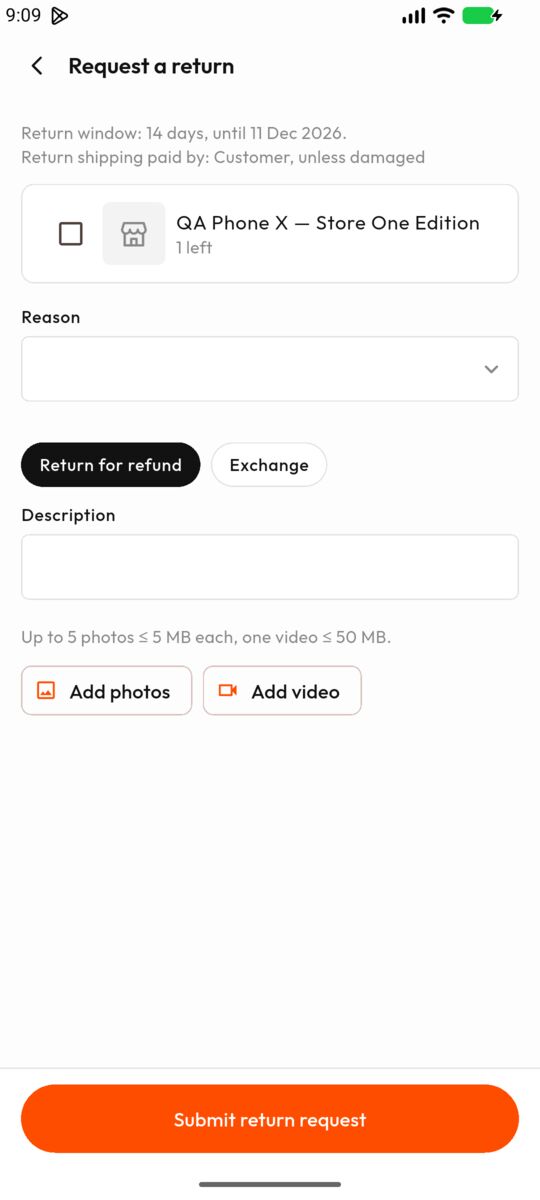 9:09
Request a return
Return window: 14 days, until 11 Dec 2026.
Return shipping paid by: Customer, unless damaged
QA Phone X — Store One Edition
1 left
Reason
Return for refund
Exchange
Description
Up to 5 photos ≤ 5 MB each, one video ≤ 50 MB.
Add photos
Add video
Submit return request